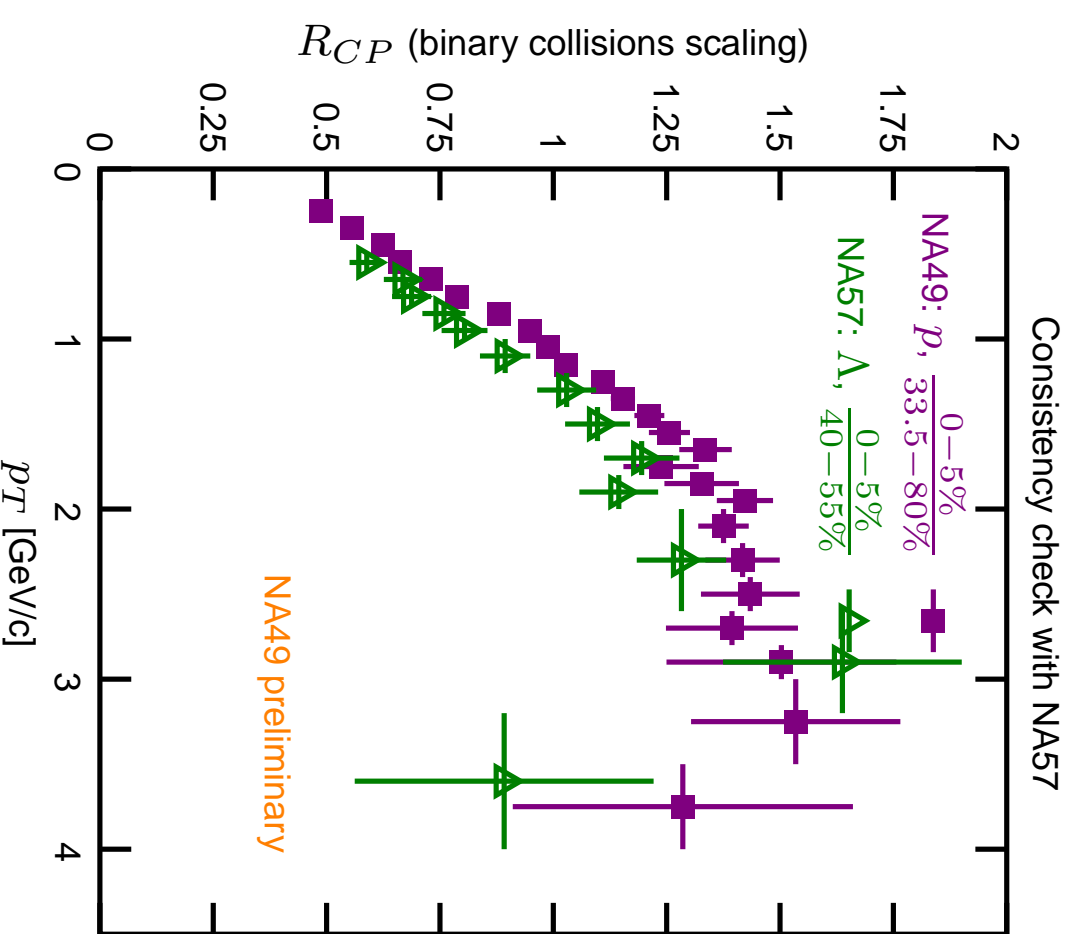 Consistency check with NA57
NA49: p, 0−5% / 33.5−80%
NA57: Λ, 0−5% / 40−55%
NA49 preliminary
R_{CP} (binary collisions scaling)
2
1.75
1.5
1.25
1
0.75
0.5
0.25
0
0
1
2
3
4
p_T [GeV/c]